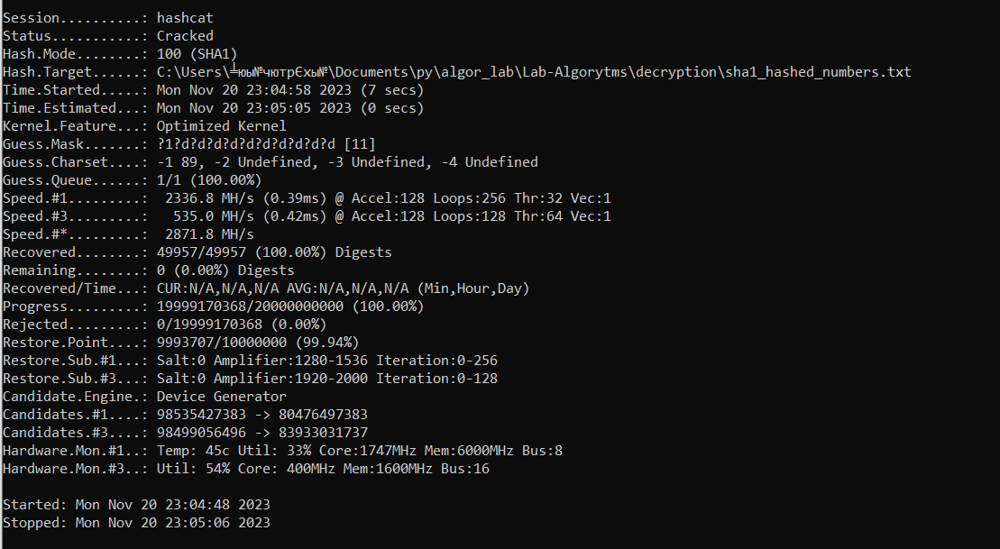 Session..........: hashcat
Status...........: Cracked
Hash.Mode........: 100 (SHA1)
Hash.Target......: C:\Users\╧юы№чютрЄхы№\Documents\py\algor_lab\Lab-Algorytms\decryption\sha1_hashed_numbers.txt
Time.Started.....: Mon Nov 20 23:04:58 2023 (7 secs)
Time.Estimated...: Mon Nov 20 23:05:05 2023 (0 secs)
Kernel.Feature...: Optimized Kernel
Guess.Mask.......: ?1?d?d?d?d?d?d?d?d?d?d [11]
Guess.Charset....: -1 89, -2 Undefined, -3 Undefined, -4 Undefined
Guess.Queue......: 1/1 (100.00%)
Speed.#1.........:  2336.8 MH/s (0.39ms) @ Accel:128 Loops:256 Thr:32 Vec:1
Speed.#3.........:   535.0 MH/s (0.42ms) @ Accel:128 Loops:128 Thr:64 Vec:1
Speed.#*.........:  2871.8 MH/s
Recovered........: 49957/49957 (100.00%) Digests
Remaining........: 0 (0.00%) Digests
Recovered/Time...: CUR:N/A,N/A,N/A AVG:N/A,N/A,N/A (Min,Hour,Day)
Progress.........: 19999170368/20000000000 (100.00%)
Rejected.........: 0/19999170368 (0.00%)
Restore.Point....: 9993707/10000000 (99.94%)
Restore.Sub.#1...: Salt:0 Amplifier:1280-1536 Iteration:0-256
Restore.Sub.#3...: Salt:0 Amplifier:1920-2000 Iteration:0-128
Candidate.Engine.: Device Generator
Candidates.#1....: 98535427383 -> 80476497383
Candidates.#3....: 98499056496 -> 83933031737
Hardware.Mon.#1..: Temp: 45c Util: 33% Core:1747MHz Mem:6000MHz Bus:8
Hardware.Mon.#3..: Util: 54% Core: 400MHz Mem:1600MHz Bus:16
Started: Mon Nov 20 23:04:48 2023
Stopped: Mon Nov 20 23:05:06 2023